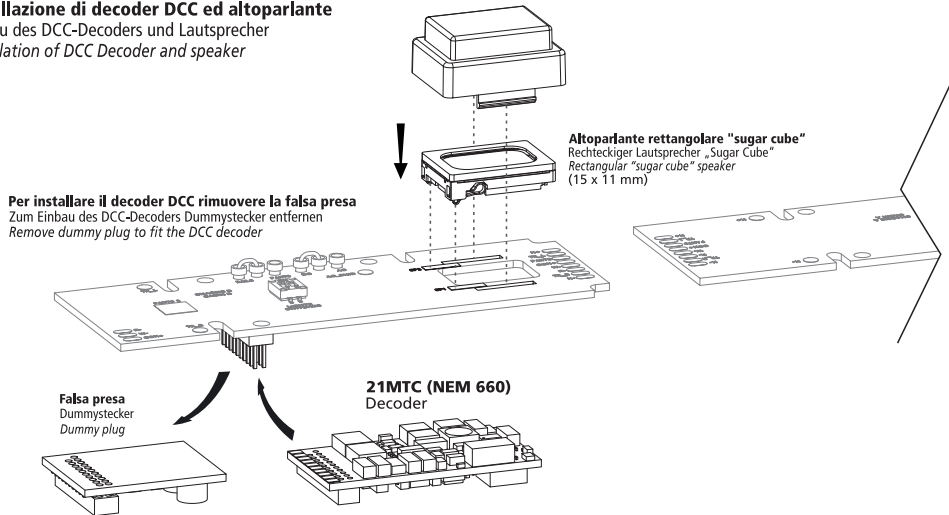 llazione di decoder DCC ed altoparlante
u des DCC-Decoders und Lautsprecher
lation of DCC Decoder and speaker
Altoparlante rettangolare "sugar cube"
Rechteckiger Lautsprecher „Sugar Cube"
Rectangular "sugar cube" speaker
(15 x 11 mm)
Per installare il decoder DCC rimuovere la falsa presa
Zum Einbau des DCC-Decoders Dummystecker entfernen
Remove dummy plug to fit the DCC decoder
21MTC (NEM 660)
Decoder
Falsa presa
Dummystecker
Dummy plug